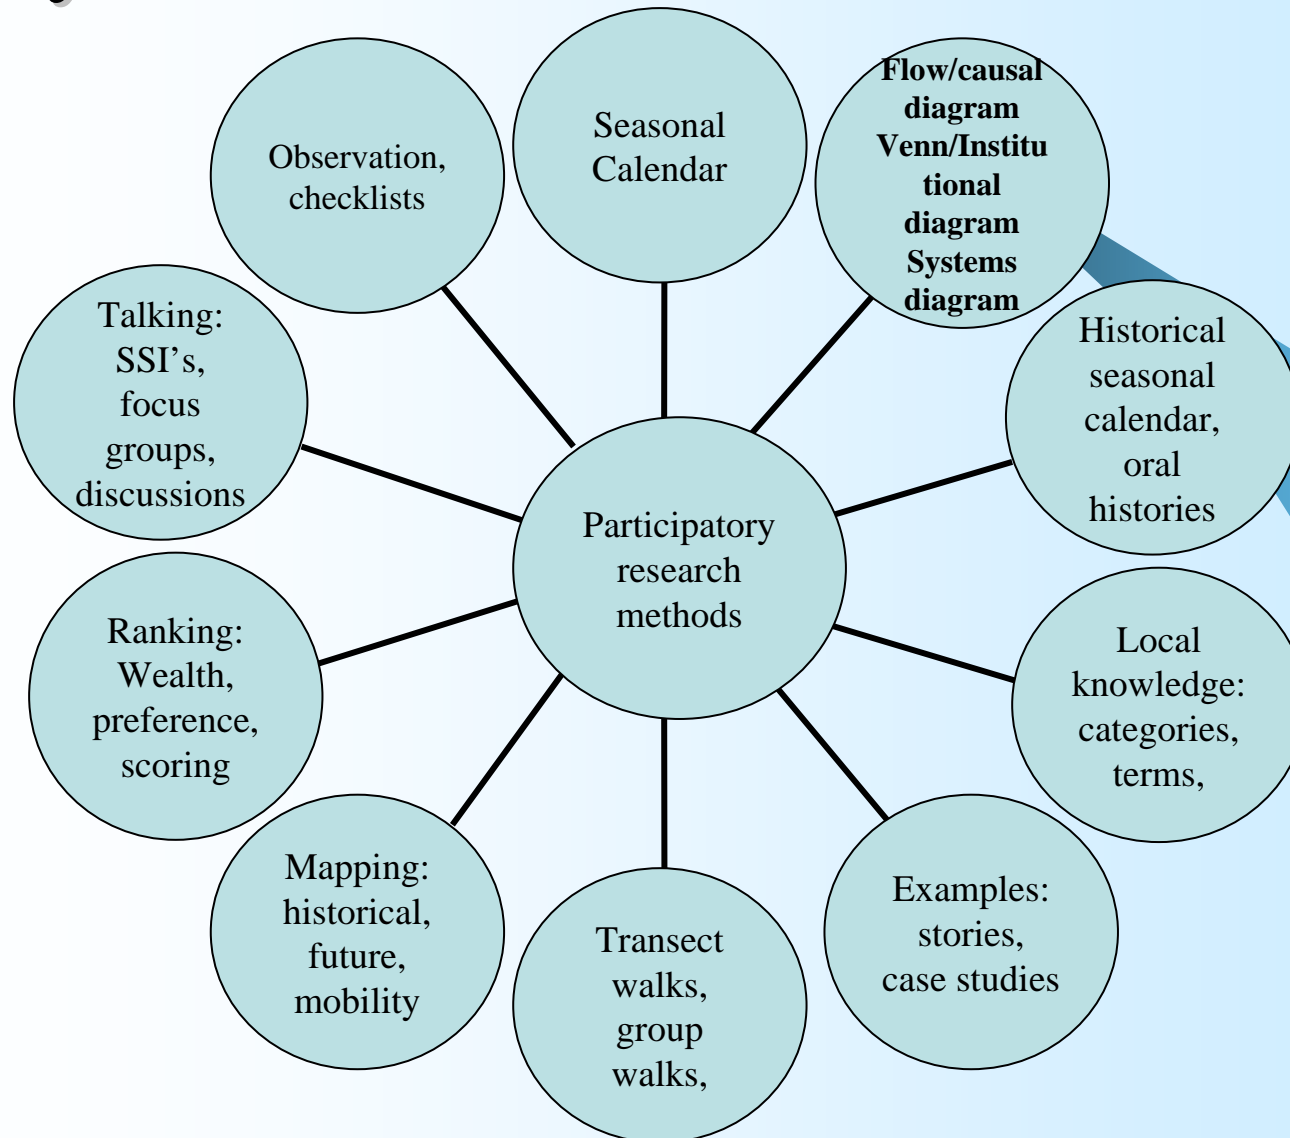 Seasonal
Calendar
Flow/causal
diagram
Venn/Institu
tional
diagram
Systems
diagram
Observation,
checklists
Talking:
SSI’s,
focus
groups,
discussions
Historical
seasonal
calendar,
oral
histories
Participatory
research
methods
Ranking:
Wealth,
preference,
scoring
Local
knowledge:
categories,
terms,
Mapping:
historical,
future,
mobility
Transect
walks,
group
walks,
Examples:
stories,
case studies